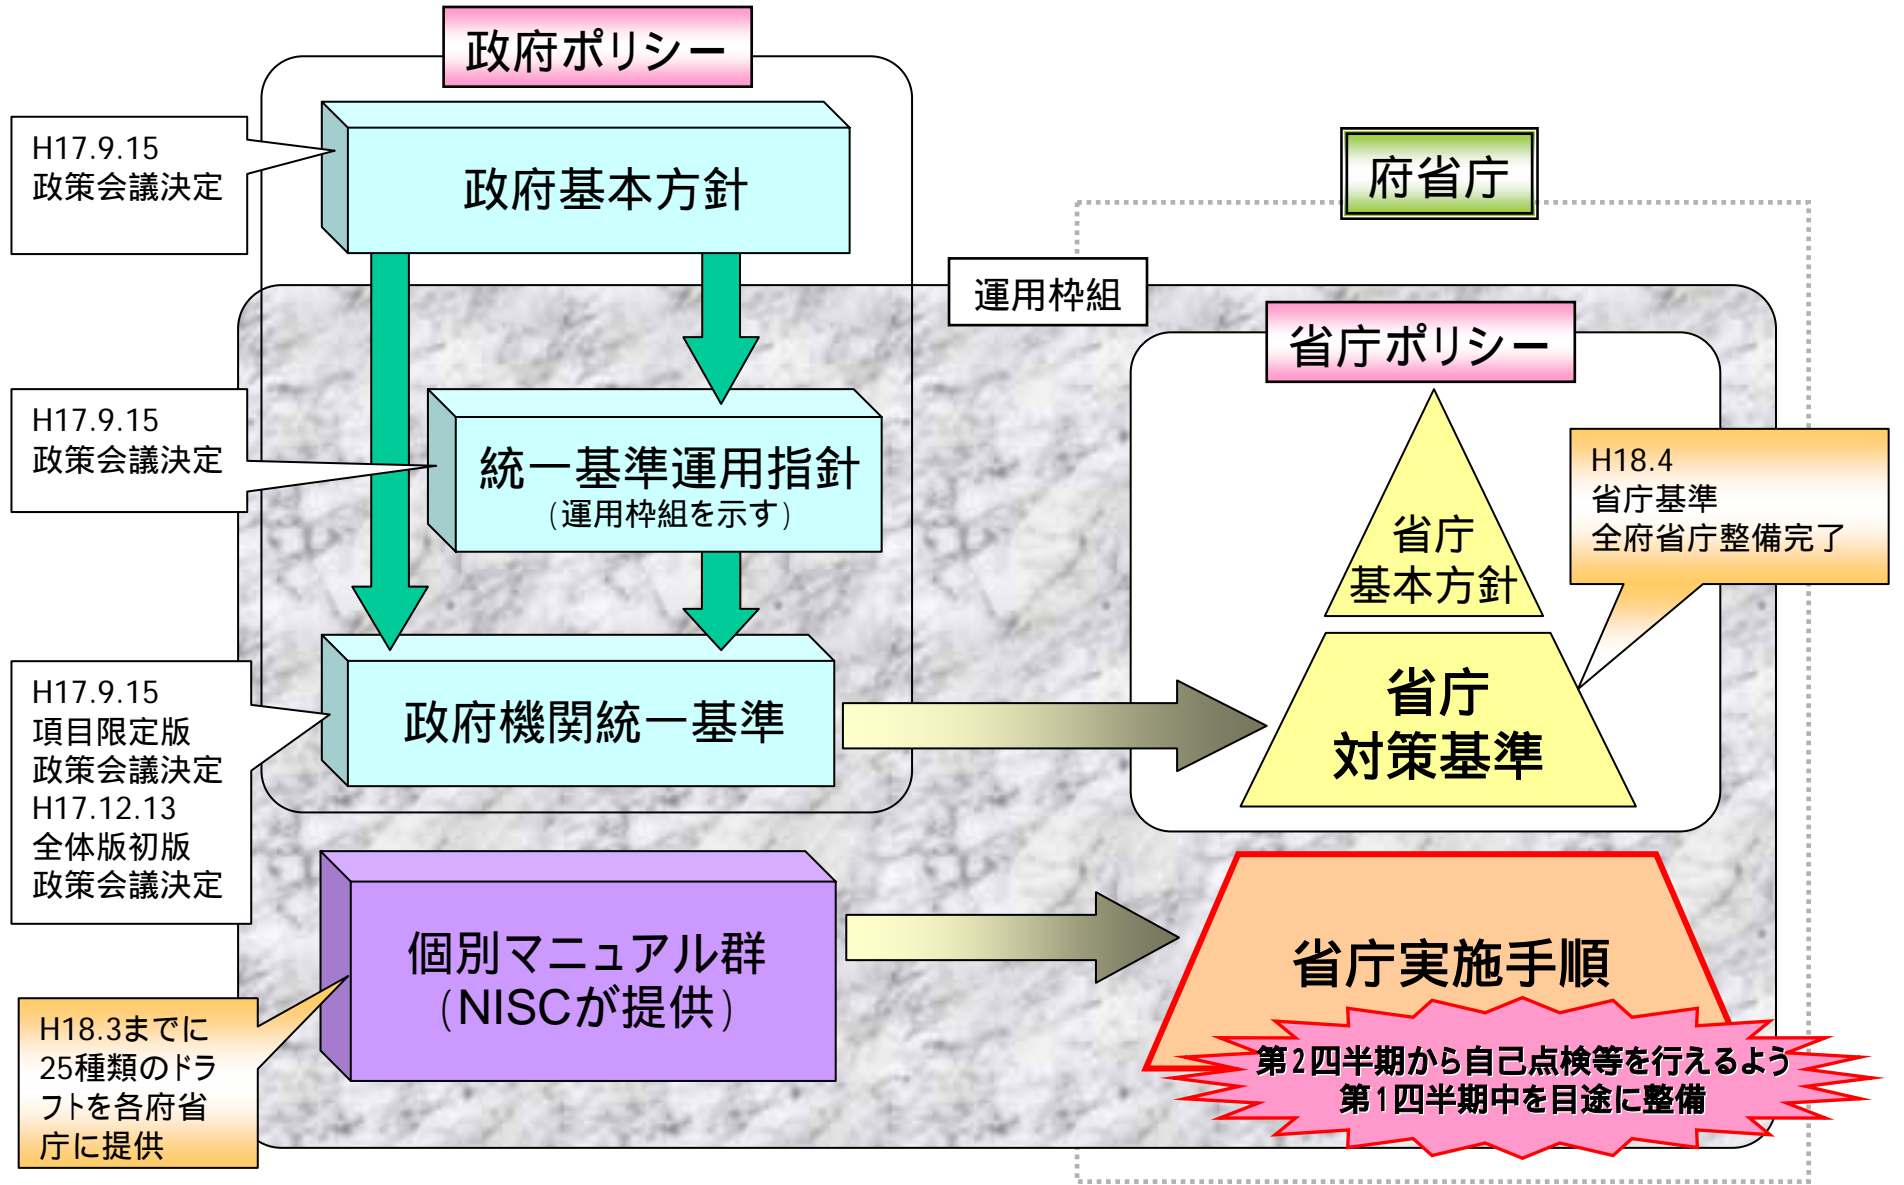 政府ポリシー
H17.9.15
政策会議決定
政府基本方針
府省庁
運用枠組
省庁ポリシー
H17.9.15
政策会議決定
統一基準運用指針
(運用枠組を示す)
H18.4
省庁基準
全府省庁整備完了
省庁
基本方針
H17.9.15
項目限定版
政策会議決定
H17.12.13
全体版初版
政策会議決定
政府機関統一基準
省庁
対策基準
個別マニュアル群
(NISCが提供)
省庁実施手順
H18.3までに
25種類のドラ
フトを各府省
庁に提供
第2四半期から自己点検等を行えるよう
第1四半期中を目途に整備